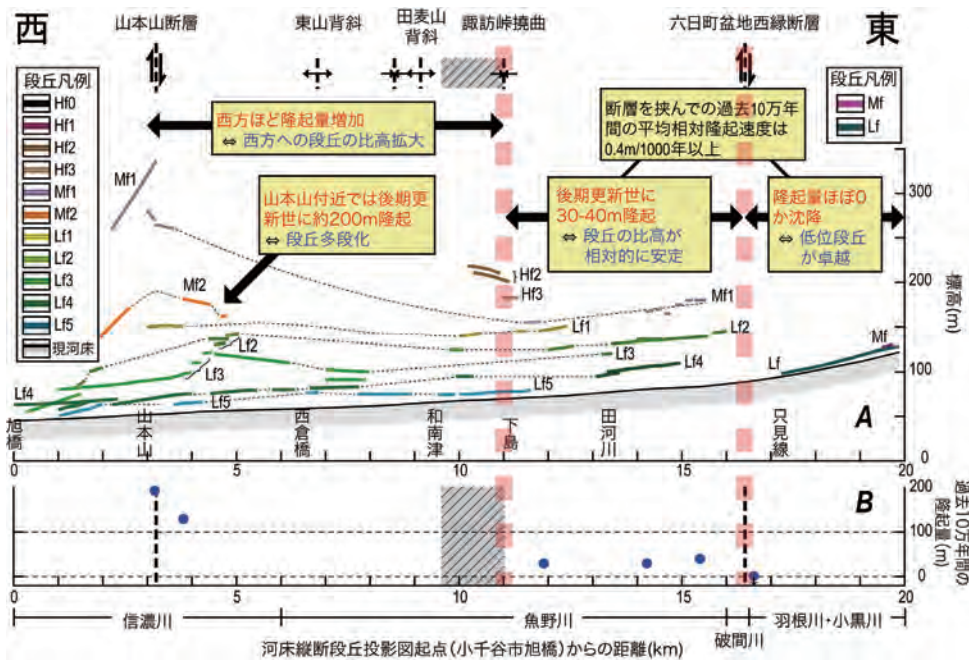 西
東
山本山断層
東山背斜
田麦山
背斜
諏訪峠撓曲
六日町盆地西縁断層
段丘凡例
Hf0
Hf1
Hf2
Hf3
Mf1
Mf2
Lf1
Lf2
Lf3
Lf4
Lf5
現河床
段丘凡例
Mf
Lf
西方ほど隆起量増加
⇔ 西方への段丘の比高拡大
断層を挟んでの過去10万年
間の平均相対隆起速度は
0.4m/1000年以上
山本山付近では後期更
新世に約200m隆起
⇔ 段丘多段化
後期更新世に
30-40m隆起
⇔ 段丘の比高が
相対的に安定
隆起量ほぼ0
か沈降
⇔ 低位段丘
が卓越
Mf1
Mf2
Hf2
Hf3
Mf1
Lf1
Lf2
Lf2
Lf3
Lf3
Lf4
Lf4
Lf5
Lf5
Lf
Mf
300
200
100
0
標高(m)
旭橋
山本山
西倉橋
和南津
下島
田河川
只見線
A
0
5
10
15
20
B
200
100
0
過去10万年間の
隆起量(m)
0
5
10
15
20
信濃川
魚野川
破間川
羽根川・小黒川
河床縦断段丘投影図起点(小千谷市旭橋)からの距離(km)